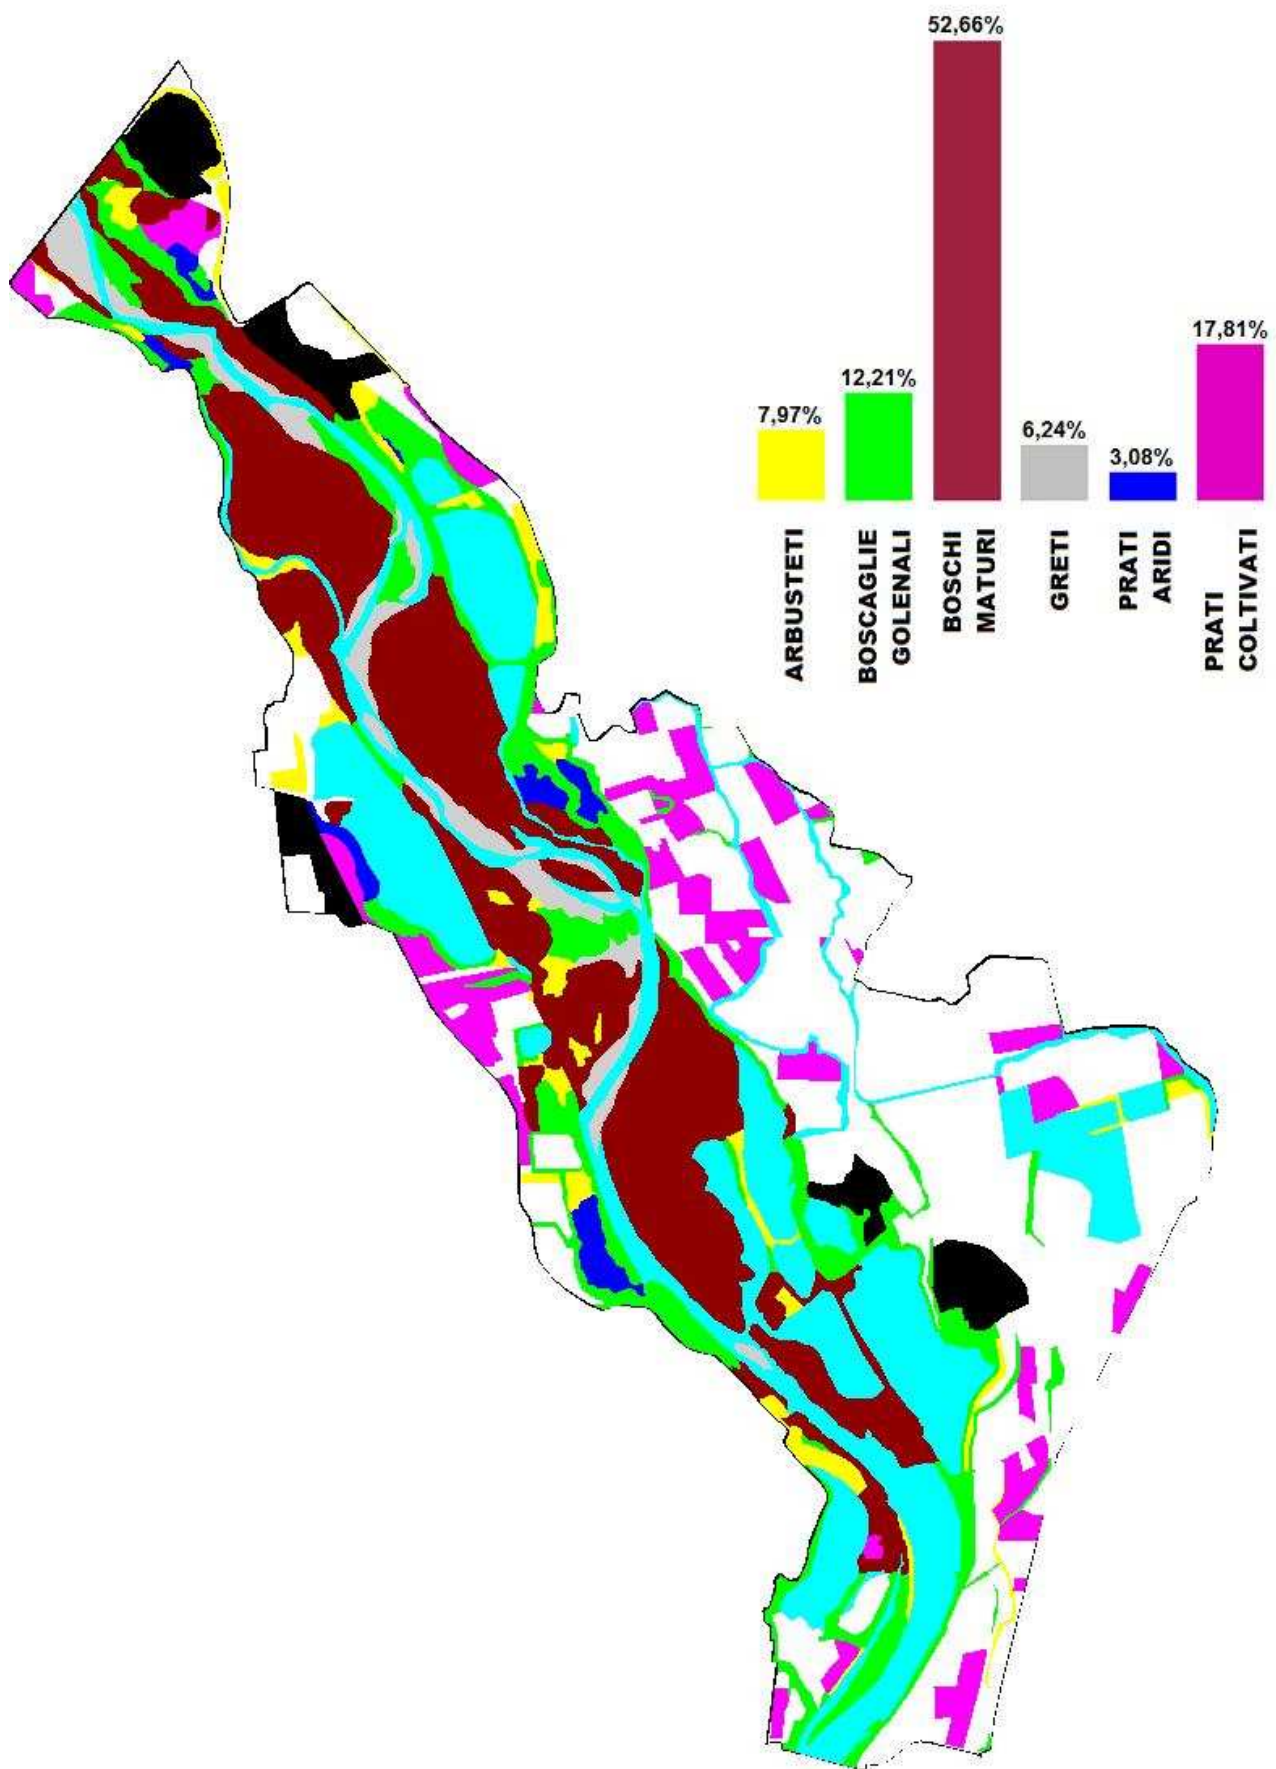 52,66%
17,81%
12,21%
7,97%
6,24%
3,08%
ARBUSTETI
BOSCAGLIE
GOLENALI
BOSCHI
MATURI
GRETI
PRATI
ARIDI
PRATI
COLTIVATI